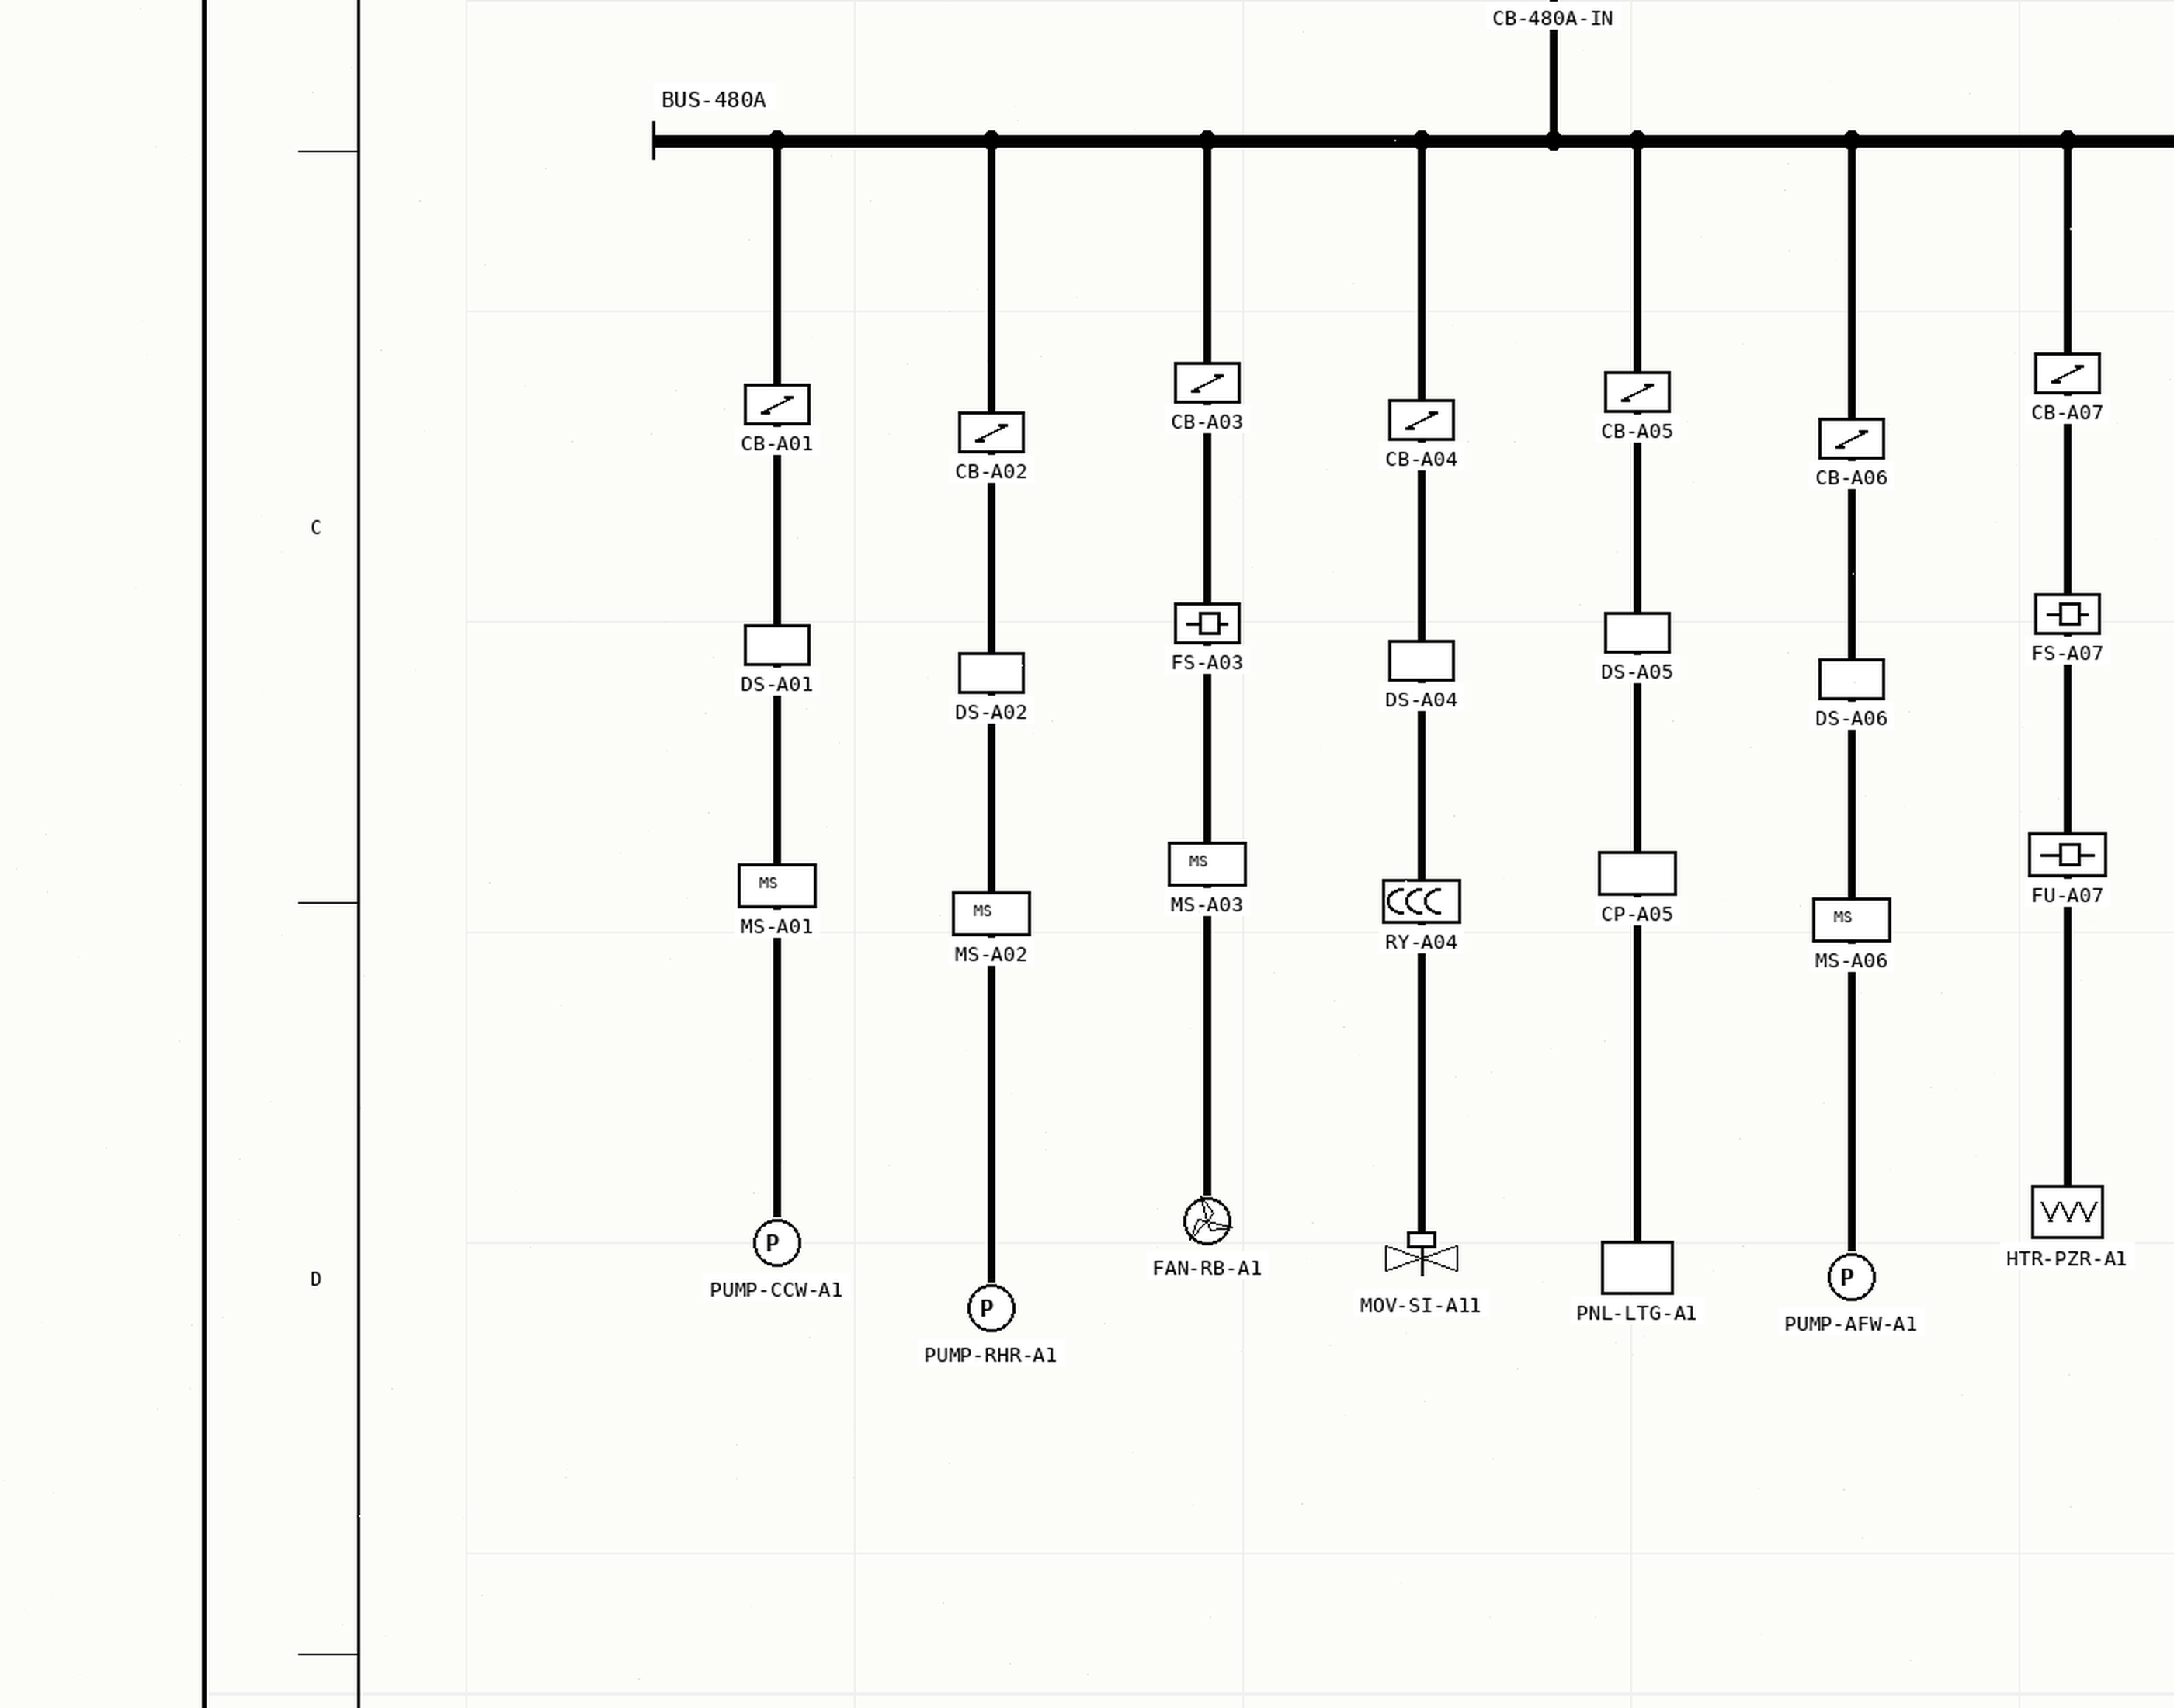 CB-480A-IN
BUS-480A
CB-A01
CB-A02
CB-A03
CB-A04
CB-A05
CB-A06
CB-A07
C
DS-A01
DS-A02
FS-A03
DS-A04
DS-A05
DS-A06
FS-A07
MS
MS-A01
MS
MS-A02
MS
MS-A03
RY-A04
CP-A05
MS
MS-A06
FU-A07
D
P
PUMP-CCW-A1
P
PUMP-RHR-A1
FAN-RB-A1
MOV-SI-A11
PNL-LTG-A1
P
PUMP-AFW-A1
HTR-PZR-A1